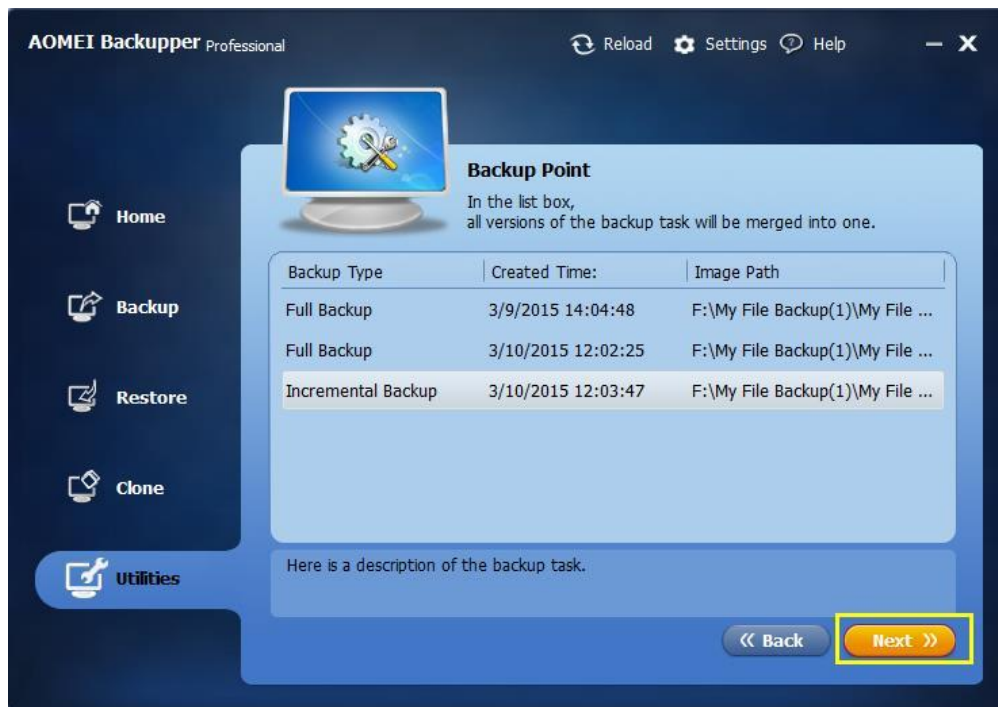 AOMEI Backupper Professional
Reload Settings Help
Backup Point
In the list box,
all versions of the backup task will be merged into one.
Home
Backup
Restore
Clone
Utilities
Backup Type Created Time: Image Path
Full Backup 3/9/2015 14:04:48 F:\My File Backup(1)\My File ...
Full Backup 3/10/2015 12:02:25 F:\My File Backup(1)\My File ...
Incremental Backup 3/10/2015 12:03:47 F:\My File Backup(1)\My File ...
Here is a description of the backup task.
Back Next